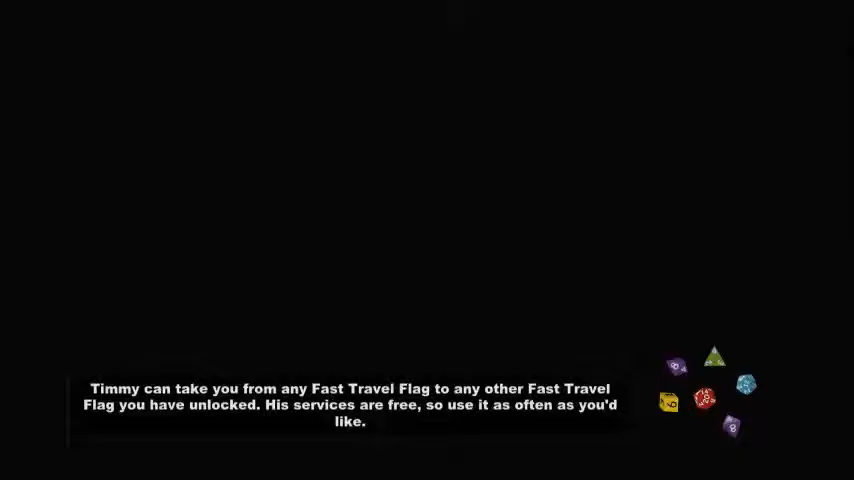 Timmy can take you from any Fast Travel Flag to any other Fast Travel
Flag you have unlocked. His services are free, so use it as often as you'd
like.